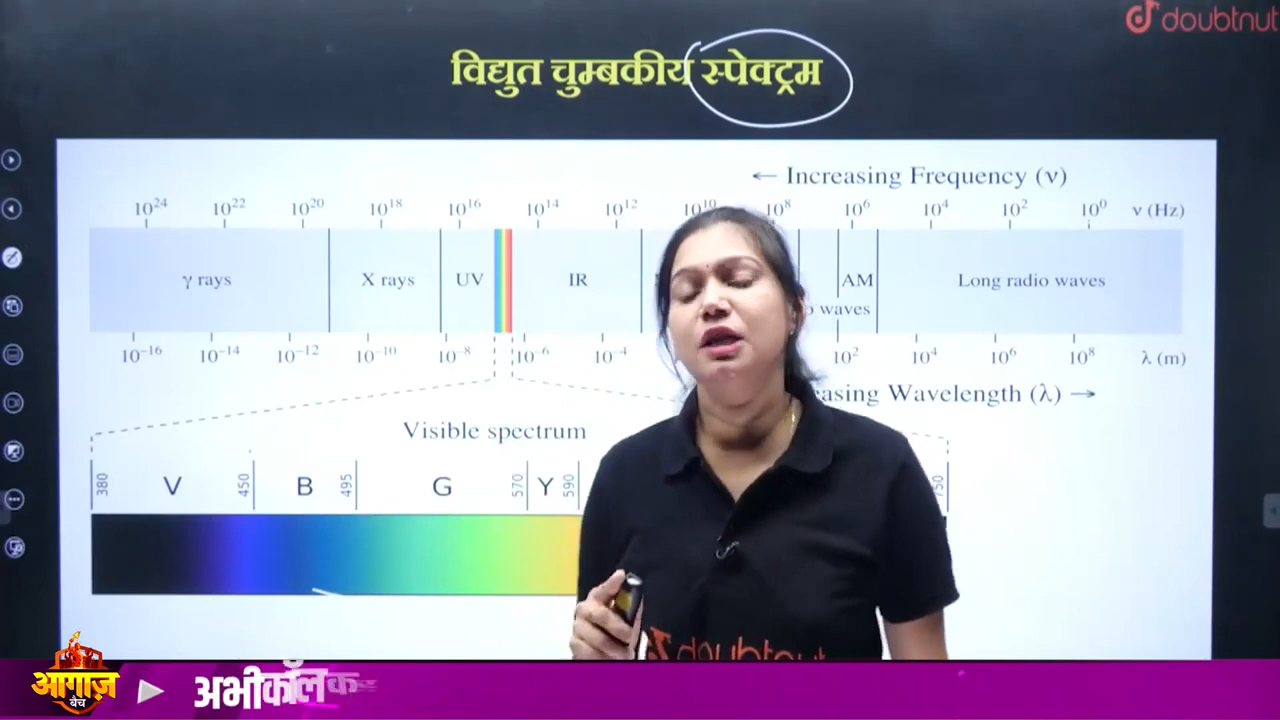 doubtnut
विद्युत चुम्बकीय स्पेक्ट्रम
← Increasing Frequency (ν)
10²⁴ 10²² 10²⁰ 10¹⁸ 10¹⁶ 10¹⁴ 10¹² 10¹⁰ 10⁸ 10⁶ 10⁴ 10² 10⁰ ν (Hz)
γ rays X rays UV IR AM Long radio waves
waves
10⁻¹⁶ 10⁻¹⁴ 10⁻¹² 10⁻¹⁰ 10⁻⁸ 10⁻⁶ 10⁻⁴ 10² 10⁴ 10⁶ 10⁸ λ (m)
Wavelength (λ) →
Visible spectrum
380 V 450 B 495 G 570 Y 590 750
doubtnut
आगाज़
बैच
अभी कॉल क